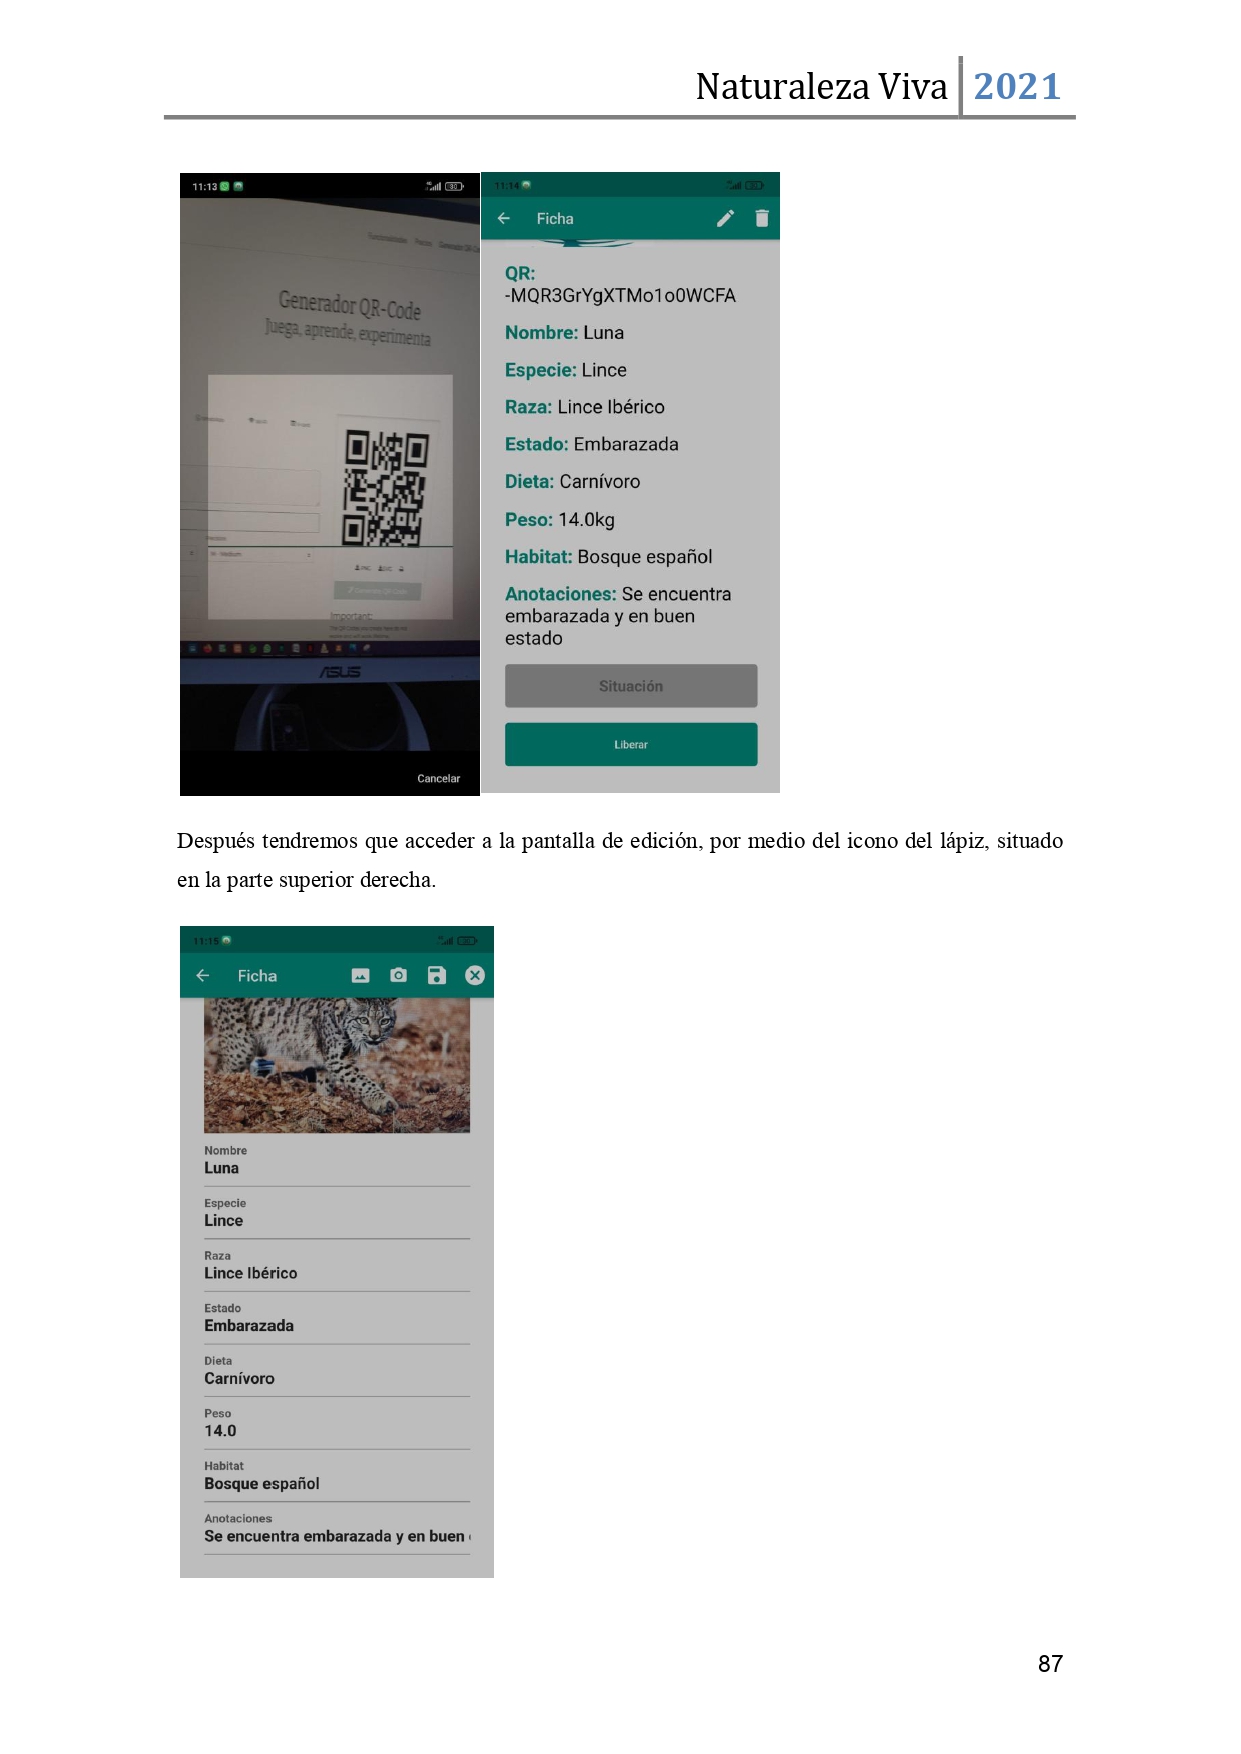 Naturaleza Viva 2021
11:13
Generador QR-Code
Juega, aprende, experimenta
Important:
ASUS
Cancelar
11:14
Ficha
QR:
-MQR3GrYgXTMo1o0WCFA
Nombre: Luna
Especie: Lince
Raza: Lince Ibérico
Estado: Embarazada
Dieta: Carnívoro
Peso: 14.0kg
Habitat: Bosque español
Anotaciones: Se encuentra
embarazada y en buen
estado
Situación
Liberar
Después tendremos que acceder a la pantalla de edición, por medio del icono del lápiz, situado
en la parte superior derecha.
11:15
Ficha
Nombre
Luna
Especie
Lince
Raza
Lince Ibérico
Estado
Embarazada
Dieta
Carnívoro
Peso
14.0
Habitat
Bosque español
Anotaciones
Se encuentra embarazada y en buen
87